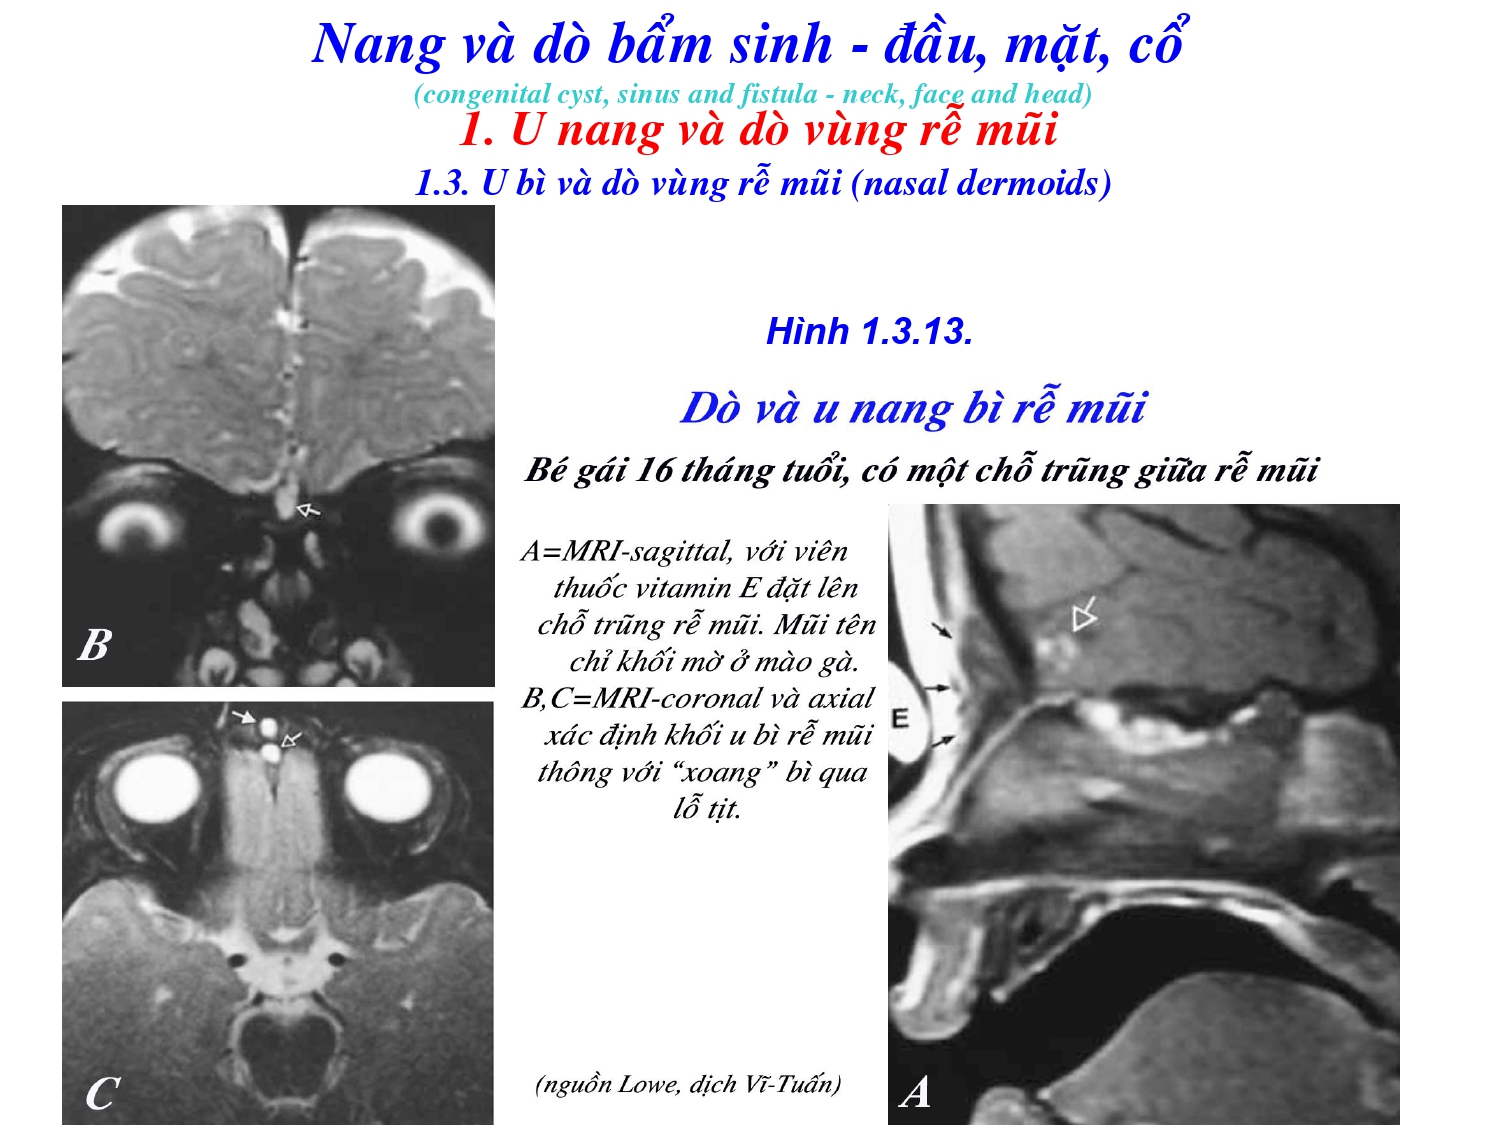 Nang và dò bẩm sinh - đầu, mặt, cổ
(congenital cyst, sinus and fistula - neck, face and head)
1. U nang và dò vùng rễ mũi
1.3. U bì và dò vùng rễ mũi (nasal dermoids)
Hình 1.3.13.
Dò và u nang bì rễ mũi
Bé gái 16 tháng tuổi, có một chỗ trũng giữa rễ mũi
A=MRI-sagittal, với viên
thuốc vitamin E đặt lên
chỗ trũng rễ mũi. Mũi tên
chỉ khối mờ ở mào gà.
B,C=MRI-coronal và axial
xác định khối u bì rễ mũi
thông với “xoang” bì qua
lỗ tịt.
(nguồn Lowe, dịch Vĩ-Tuấn)
B
C
E
A